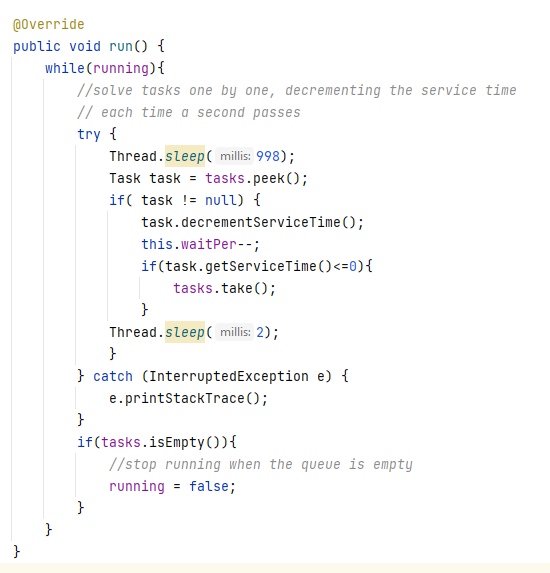 @Override
public void run() {
    while(running){
        //solve tasks one by one, decrementing the service time
        // each time a second passes
        try {
            Thread.sleep( millis: 998);
            Task task = tasks.peek();
            if( task != null) {
                task.decrementServiceTime();
                this.waitPer--;
                if(task.getServiceTime()<=0){
                    tasks.take();
                }
            Thread.sleep( millis: 2);
            }
        } catch (InterruptedException e) {
            e.printStackTrace();
        }
        if(tasks.isEmpty()){
            //stop running when the queue is empty
            running = false;
        }
    }
}